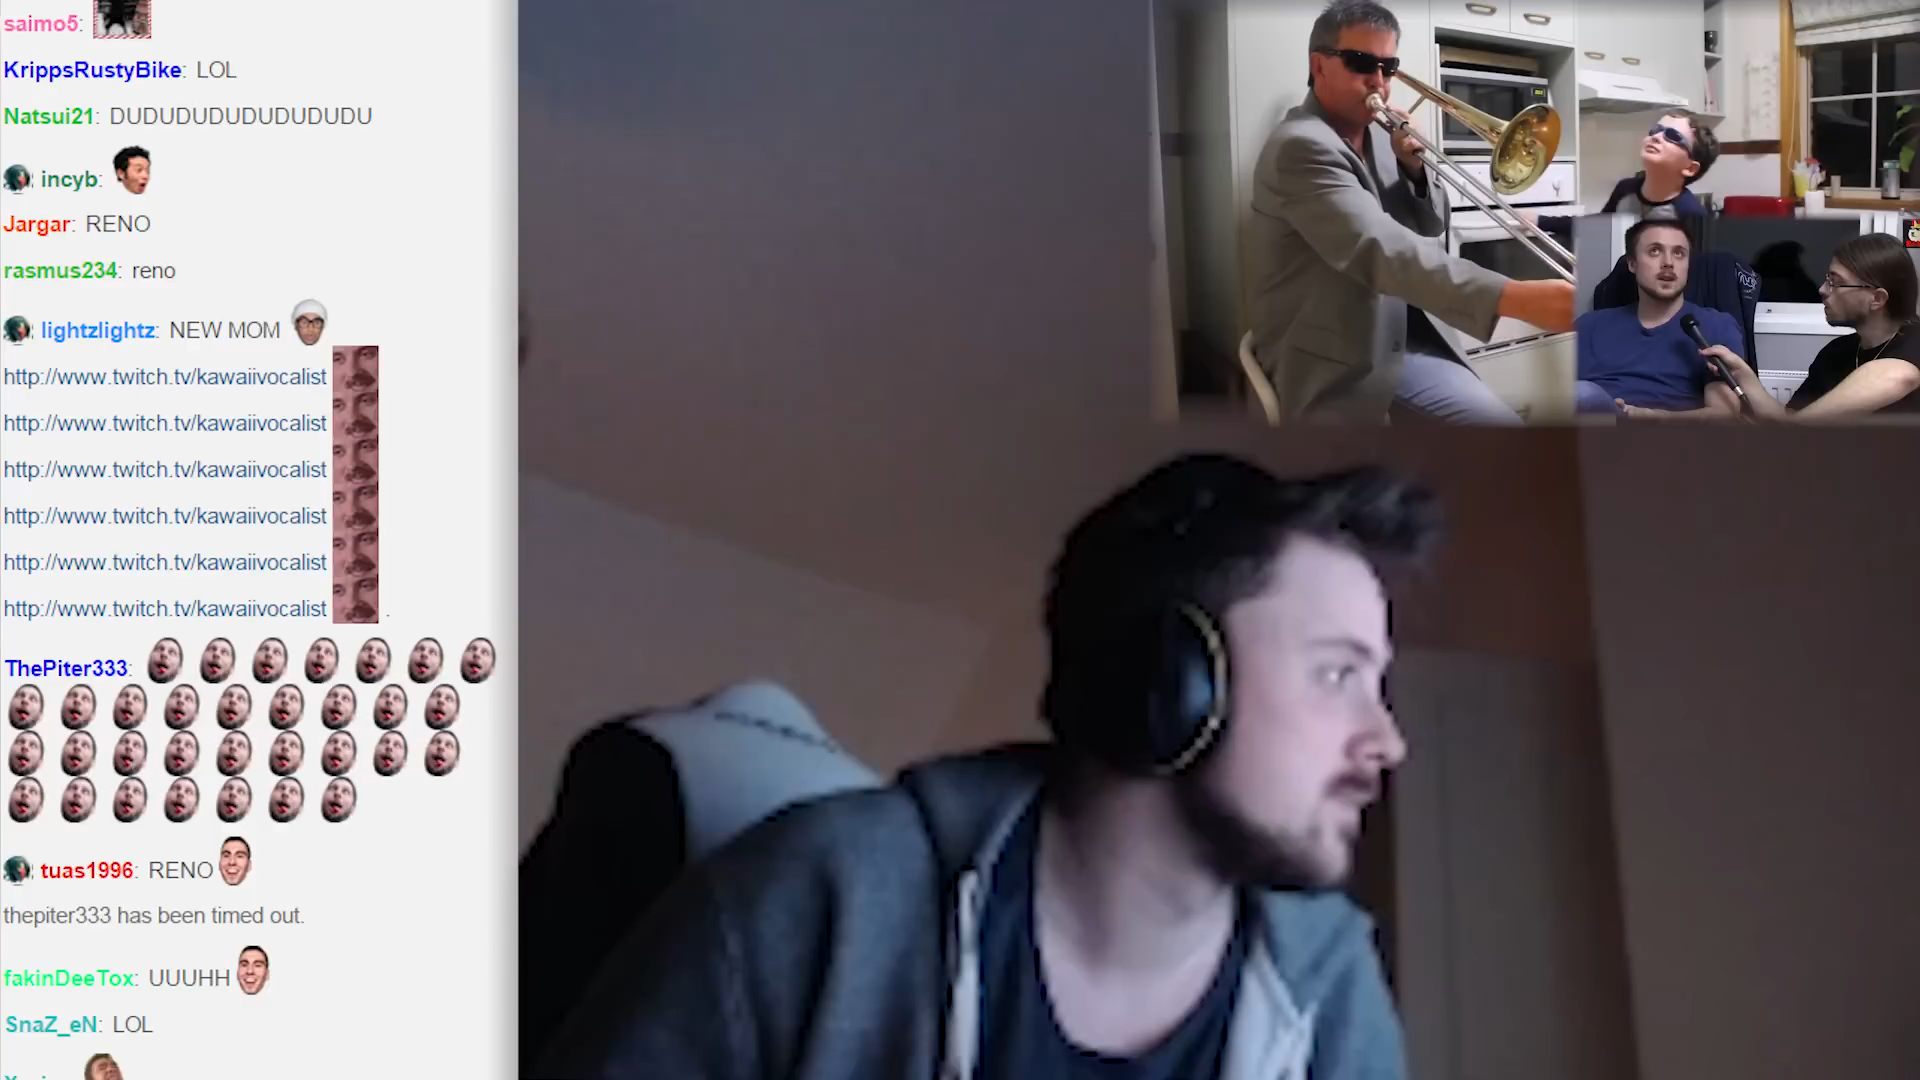 saimo5:
KrippsRustyBike: LOL
Natsui21: DUDUDUDUDUDUDUDU
incyb:
Jargar: RENO
rasmus234: reno
lightzlightz: NEW MOM
http://www.twitch.tv/kawaiivocalist
http://www.twitch.tv/kawaiivocalist
http://www.twitch.tv/kawaiivocalist
http://www.twitch.tv/kawaiivocalist
http://www.twitch.tv/kawaiivocalist
http://www.twitch.tv/kawaiivocalist .
ThePiter333:
tuas1996: RENO
thepiter333 has been timed out.
fakinDeeTox: UUUHH
SnaZ_eN: LOL